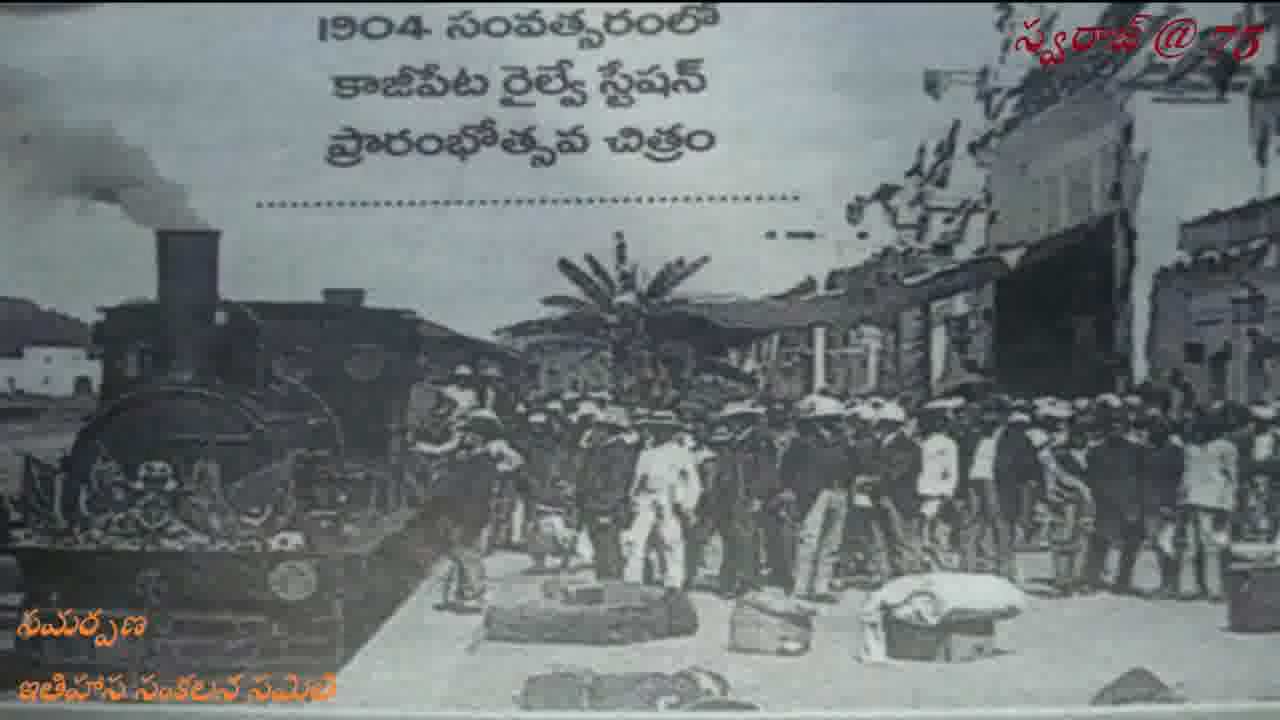 1904 సంవత్సరంలో
కాజీపేట రైల్వే స్టేషన్
ప్రారంభోత్సవ చిత్రం
స్వరాజ్ @ 75
సమర్పణ
ఇతిహాస సంకలన సమితి